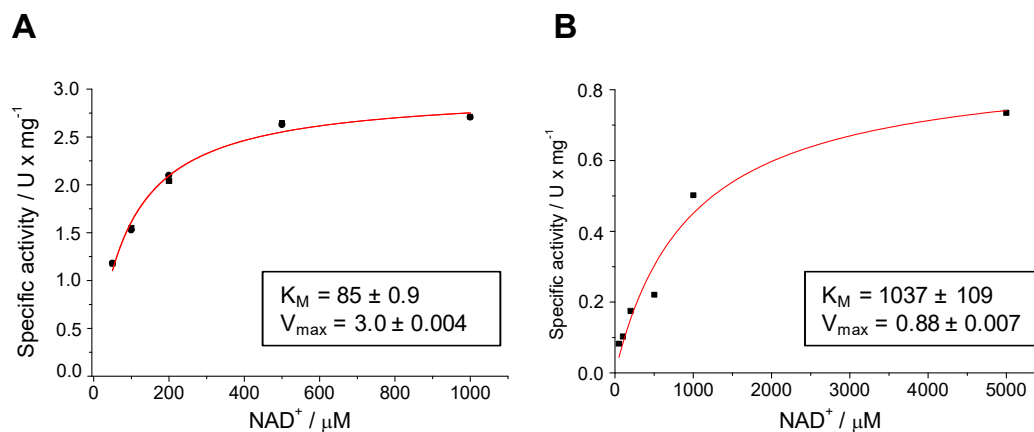 A
Specific activity / U x mg⁻¹
3.0
2.5
2.0
1.5
1.0
0.5
0.0
K_M = 85 ± 0.9
V_max = 3.0 ± 0.004
0 200 400 600 800 1000
NAD⁺ / μM
B
Specific activity / U x mg⁻¹
0.8
0.6
0.4
0.2
0.0
K_M = 1037 ± 109
V_max = 0.88 ± 0.007
0 1000 2000 3000 4000 5000
NAD⁺ / μM